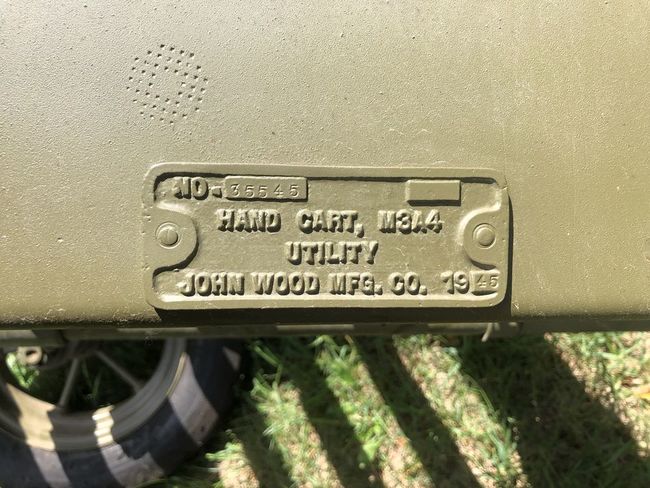 NO. 35545
HAND CART, M3A4
UTILITY
JOHN WOOD MFG. CO. 1945